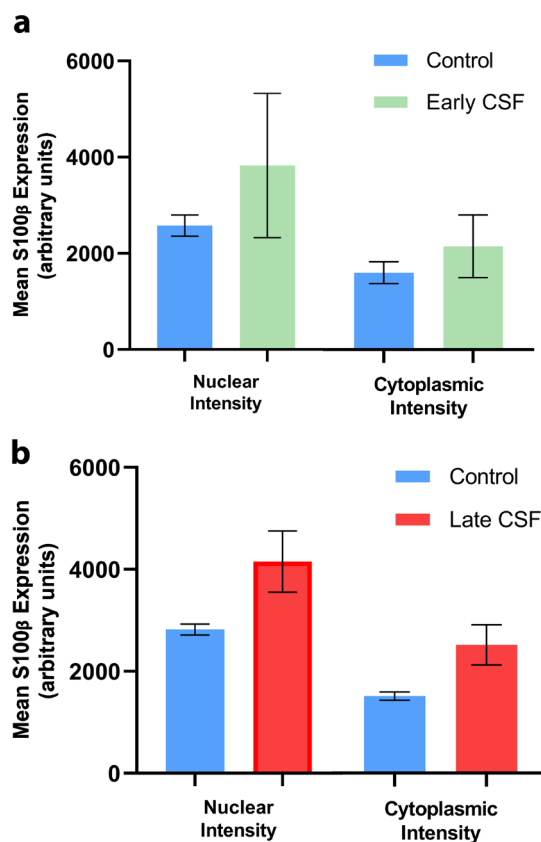 a
Mean S100β Expression
(arbitrary units)
6000
4000
2000
0
Control
Early CSF
Nuclear
Intensity
Cytoplasmic
Intensity
b
Mean S100β Expression
(arbitrary units)
6000
4000
2000
0
Control
Late CSF
Nuclear
Intensity
Cytoplasmic
Intensity